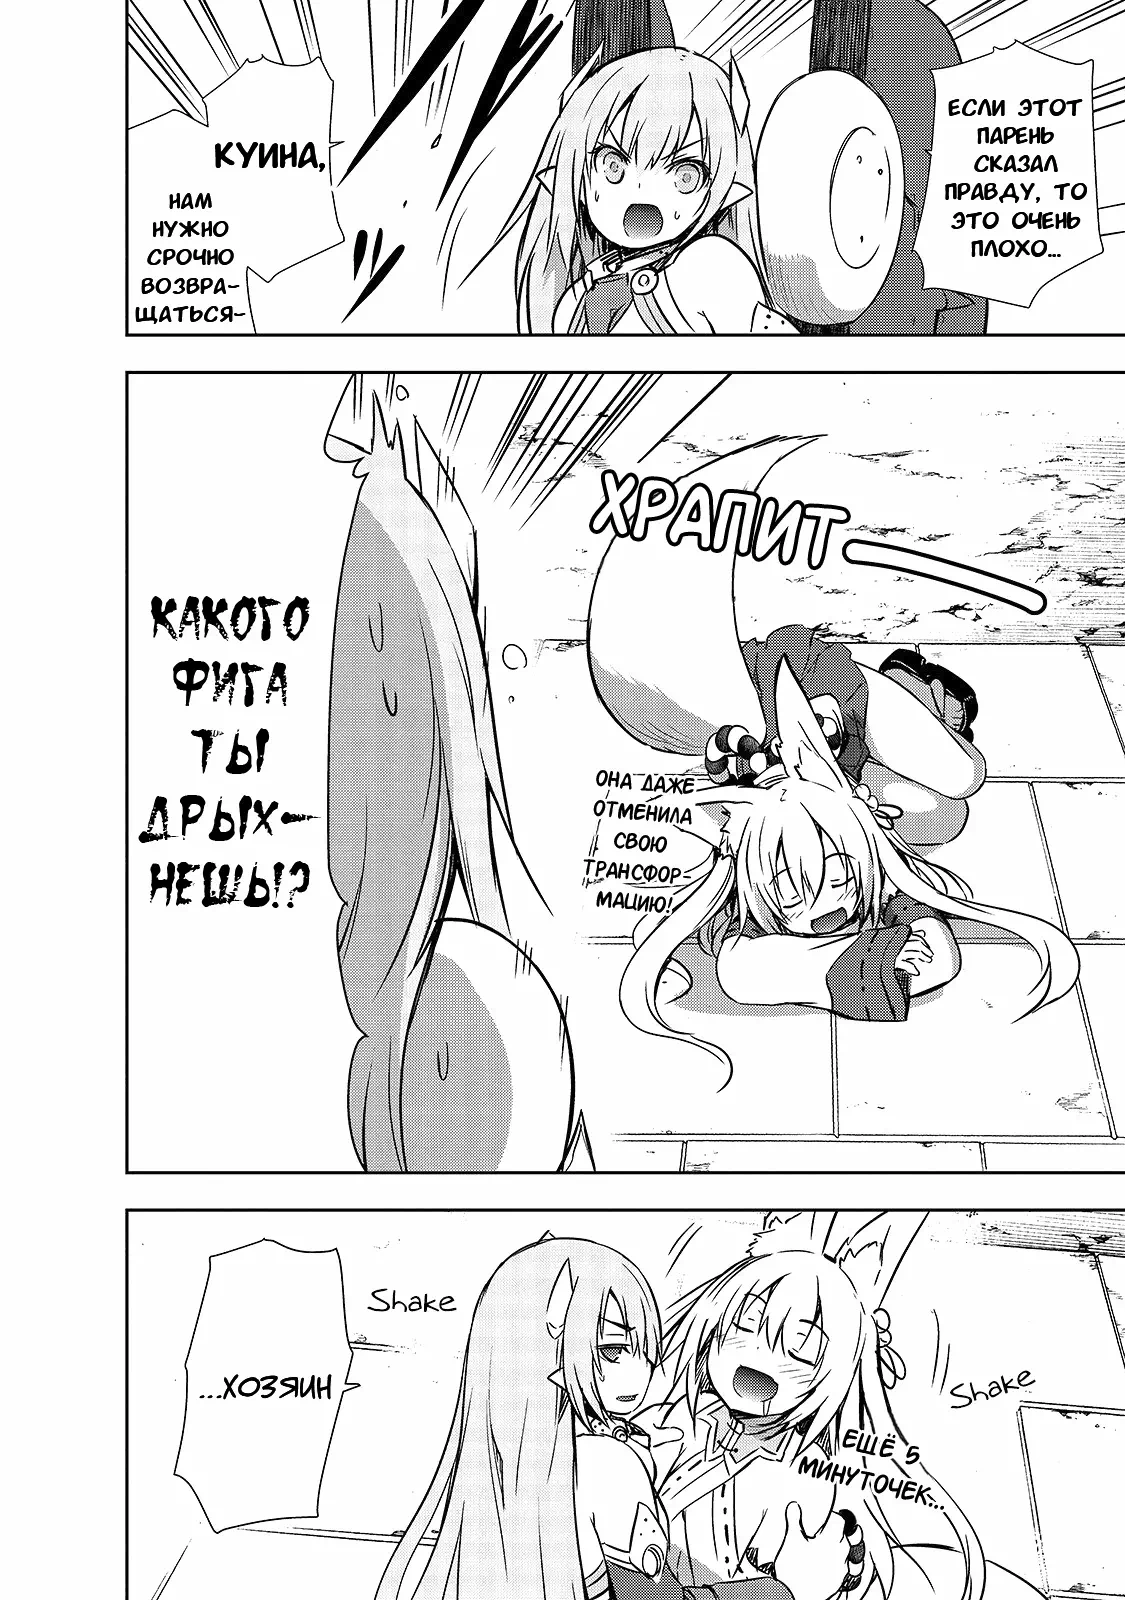 ЕСЛИ ЭТОТ
ПАРЕНЬ
СКАЗАЛ
ПРАВДУ, ТО
ЭТО ОЧЕНЬ
ПЛОХО...
КУИНА,
НАМ
НУЖНО
СРОЧНО
ВОЗВРА-
ЩАТЬСЯ-
ХРАПИТ
ОНА ДАЖЕ
ОТМЕНИЛА
СВОЮ
ТРАНСФОР-
МАЦИЮ!
КАКОГО
ФИГА
ТЫ
ДРЫХ-
НЕШЬ!?
Shake
Shake
ЕЩЁ 5
МИНУТОЧЕК...
...ХОЗЯИН